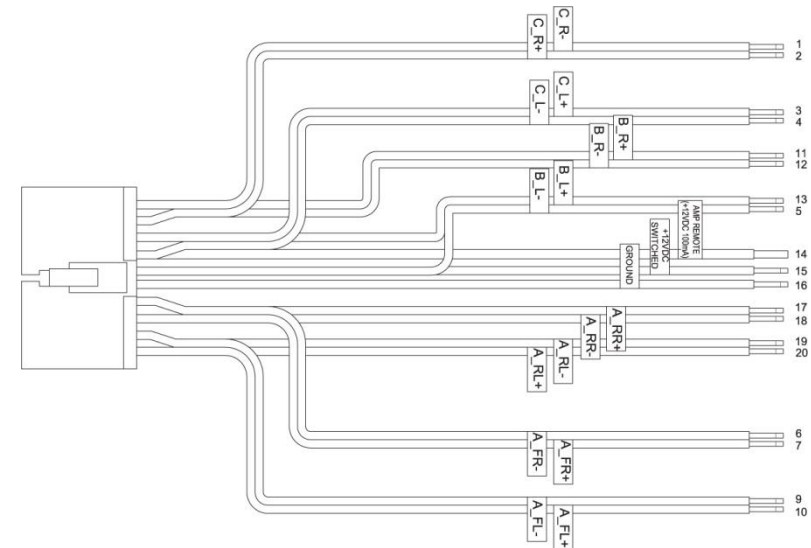 C_R+
C_R-
1
2
C_L-
C_L+
3
4
B_R-
B_R+
11
12
B_L-
B_L+
13
5
AMP REMOTE
(+12VDC 100mA)
14
+12VDC
SWITCHED
15
GROUND
16
17
18
A_RR-
A_RR+
19
20
A_RL+
A_RL-
6
7
A_FR-
A_FR+
9
10
A_FL-
A_FL+